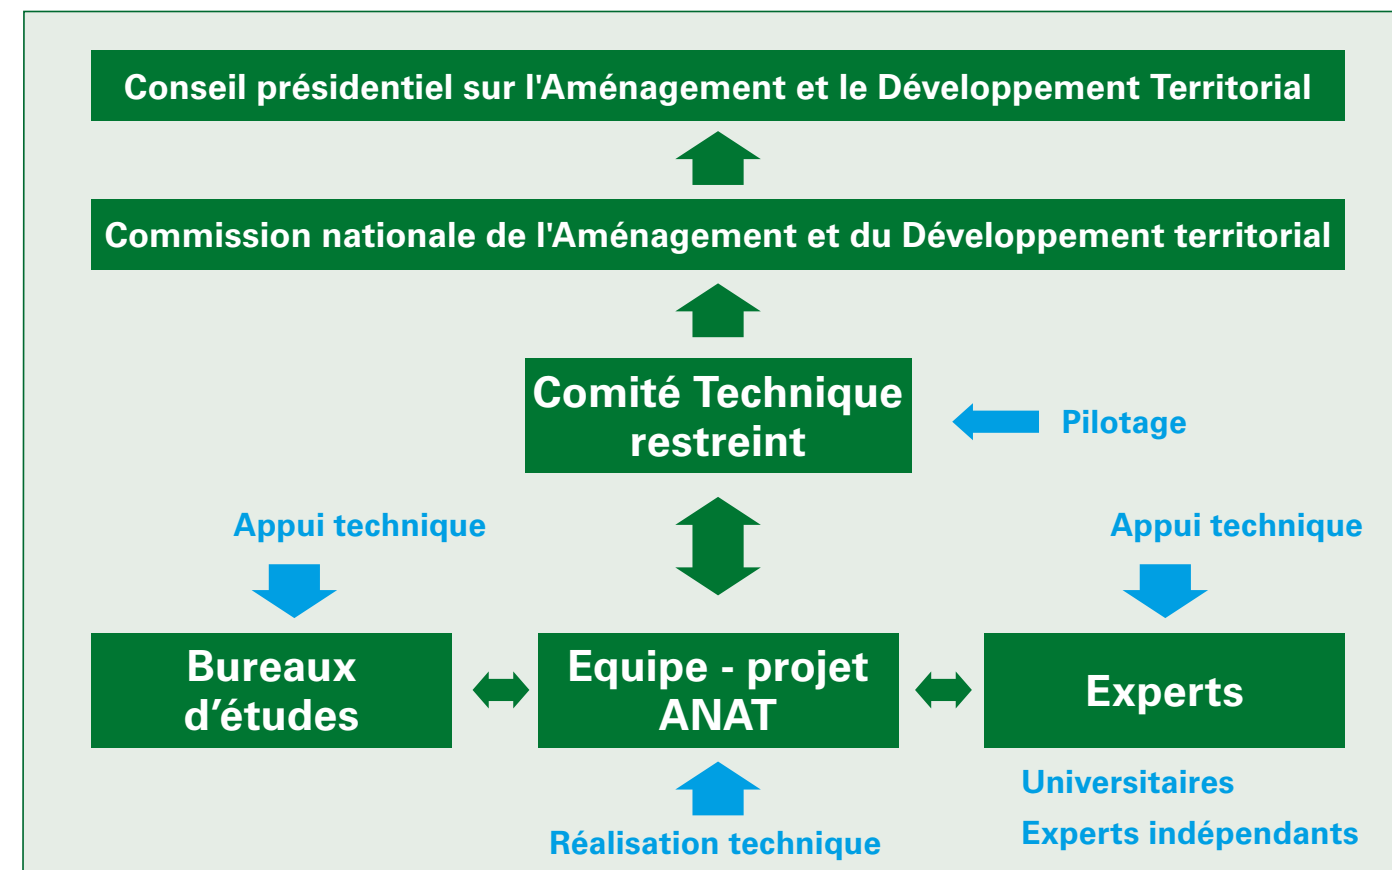 Conseil présidentiel sur l'Aménagement et le Développement Territorial
Commission nationale de l'Aménagement et du Développement territorial
Comité Technique
restreint
Pilotage
Appui technique
Appui technique
Bureaux
d’études
Equipe - projet
ANAT
Experts
Universitaires
Experts indépendants
Réalisation technique